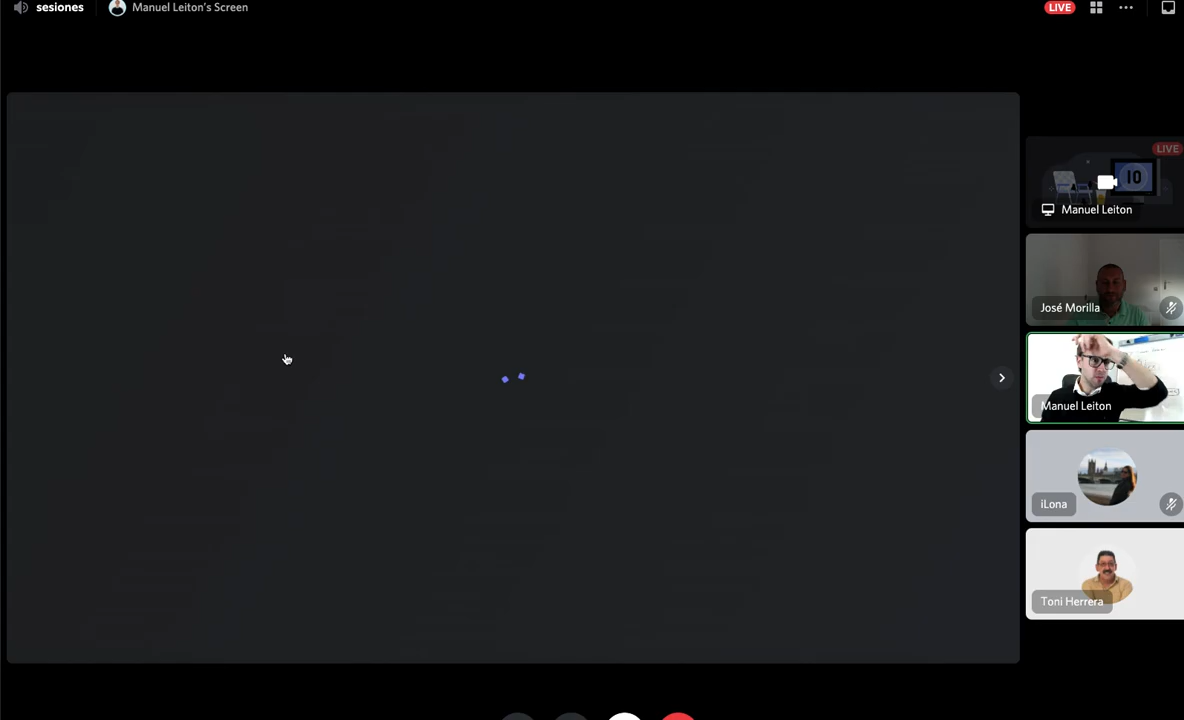 sesiones
Manuel Leiton's Screen
LIVE
LIVE
10
Manuel Leiton
José Morilla
Manuel Leiton
iLona
Toni Herrera